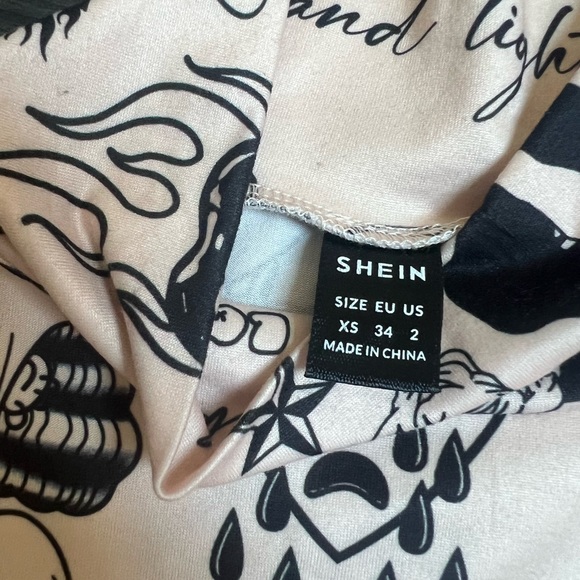 and light
SHEIN
SIZE EU US
XS 34 2
MADE IN CHINA